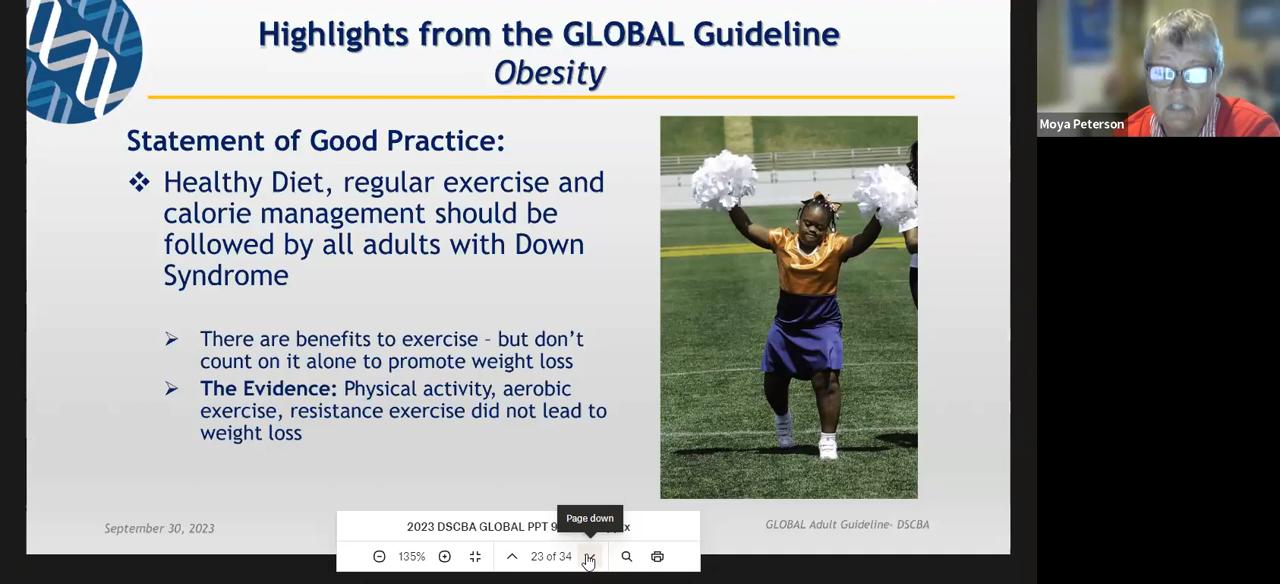 Highlights from the GLOBAL Guideline
Obesity
Moya Peterson
Statement of Good Practice:
❖ Healthy Diet, regular exercise and
calorie management should be
followed by all adults with Down
Syndrome
➢ There are benefits to exercise – but don't
count on it alone to promote weight loss
➢ The Evidence: Physical activity, aerobic
exercise, resistance exercise did not lead to
weight loss
Page down
September 30, 2023
2023 DSCBA GLOBAL PPT
GLOBAL Adult Guideline- DSCBA
135%
23 of 34